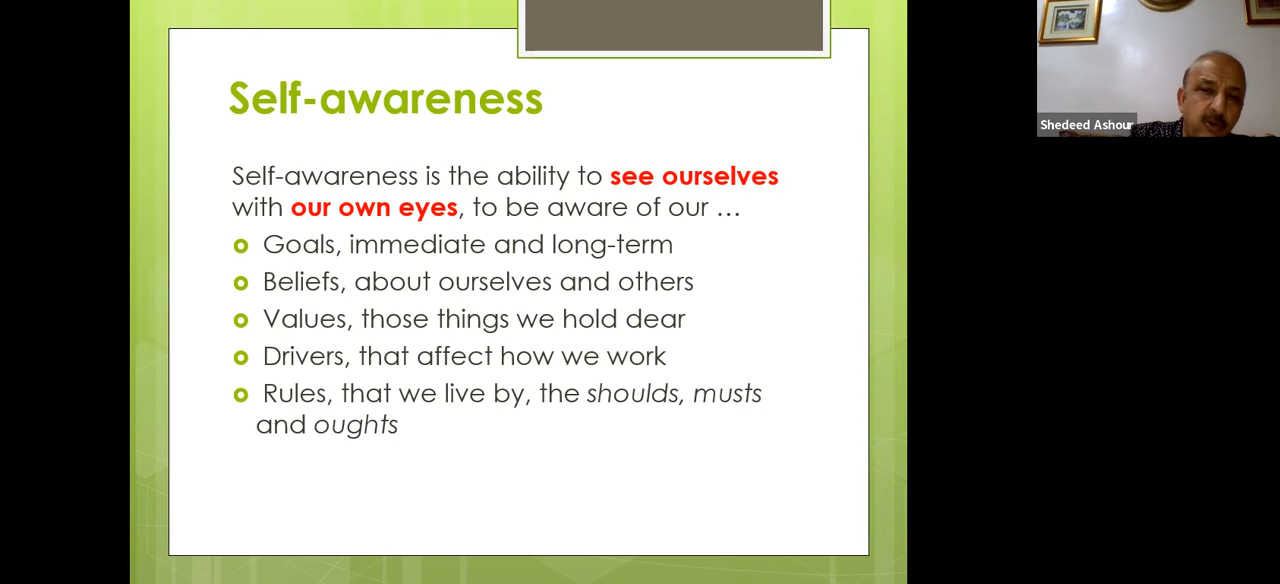 Self-awareness
Self-awareness is the ability to see ourselves
with our own eyes, to be aware of our …
Goals, immediate and long-term
Beliefs, about ourselves and others
Values, those things we hold dear
Drivers, that affect how we work
Rules, that we live by, the shoulds, musts
and oughts
Shedeed Ashour